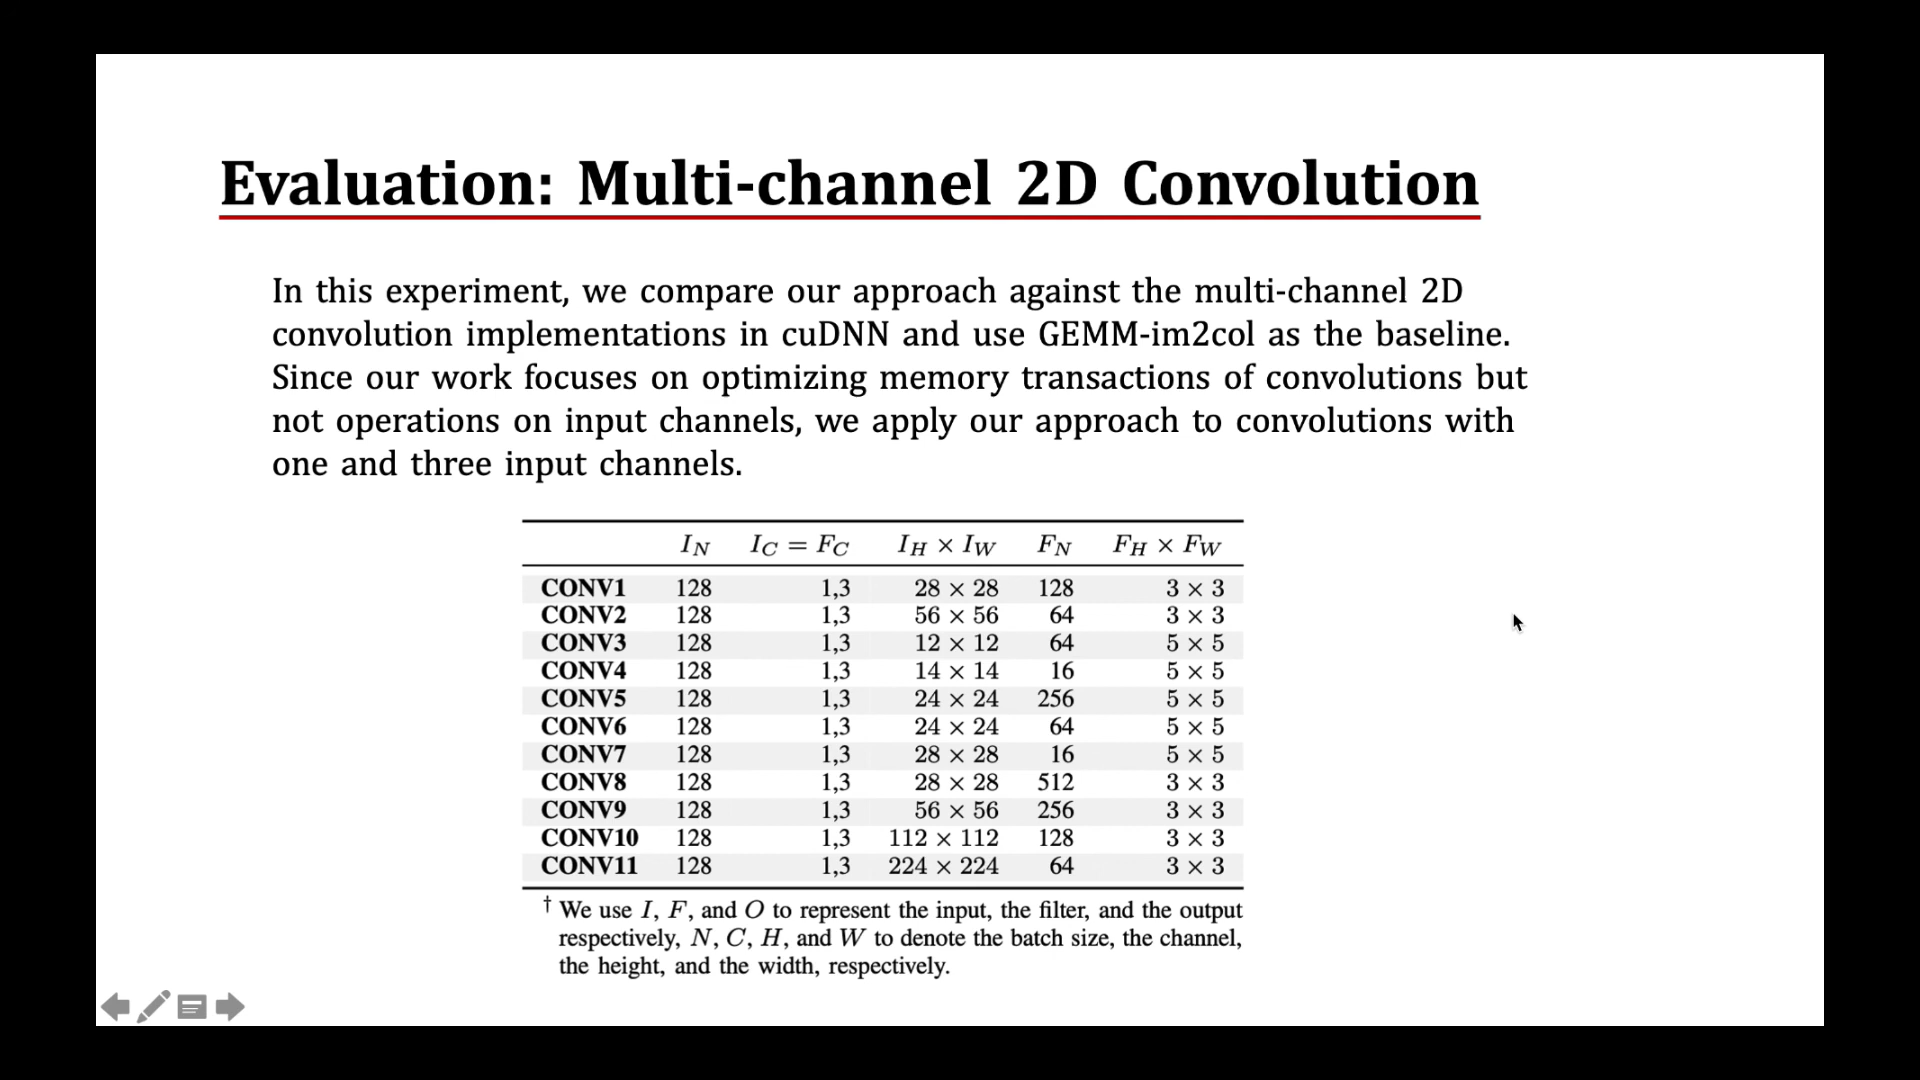 Evaluation: Multi-channel 2D Convolution
In this experiment, we compare our approach against the multi-channel 2D
convolution implementations in cuDNN and use GEMM-im2col as the baseline.
Since our work focuses on optimizing memory transactions of convolutions but
not operations on input channels, we apply our approach to convolutions with
one and three input channels.
I_N I_C = F_C I_H × I_W F_N F_H × F_W
CONV1 128 1,3 28 × 28 128 3 × 3
CONV2 128 1,3 56 × 56 64 3 × 3
CONV3 128 1,3 12 × 12 64 5 × 5
CONV4 128 1,3 14 × 14 16 5 × 5
CONV5 128 1,3 24 × 24 256 5 × 5
CONV6 128 1,3 24 × 24 64 5 × 5
CONV7 128 1,3 28 × 28 16 5 × 5
CONV8 128 1,3 28 × 28 512 3 × 3
CONV9 128 1,3 56 × 56 256 3 × 3
CONV10 128 1,3 112 × 112 128 3 × 3
CONV11 128 1,3 224 × 224 64 3 × 3
† We use I, F, and O to represent the input, the filter, and the output
respectively, N, C, H, and W to denote the batch size, the channel,
the height, and the width, respectively.